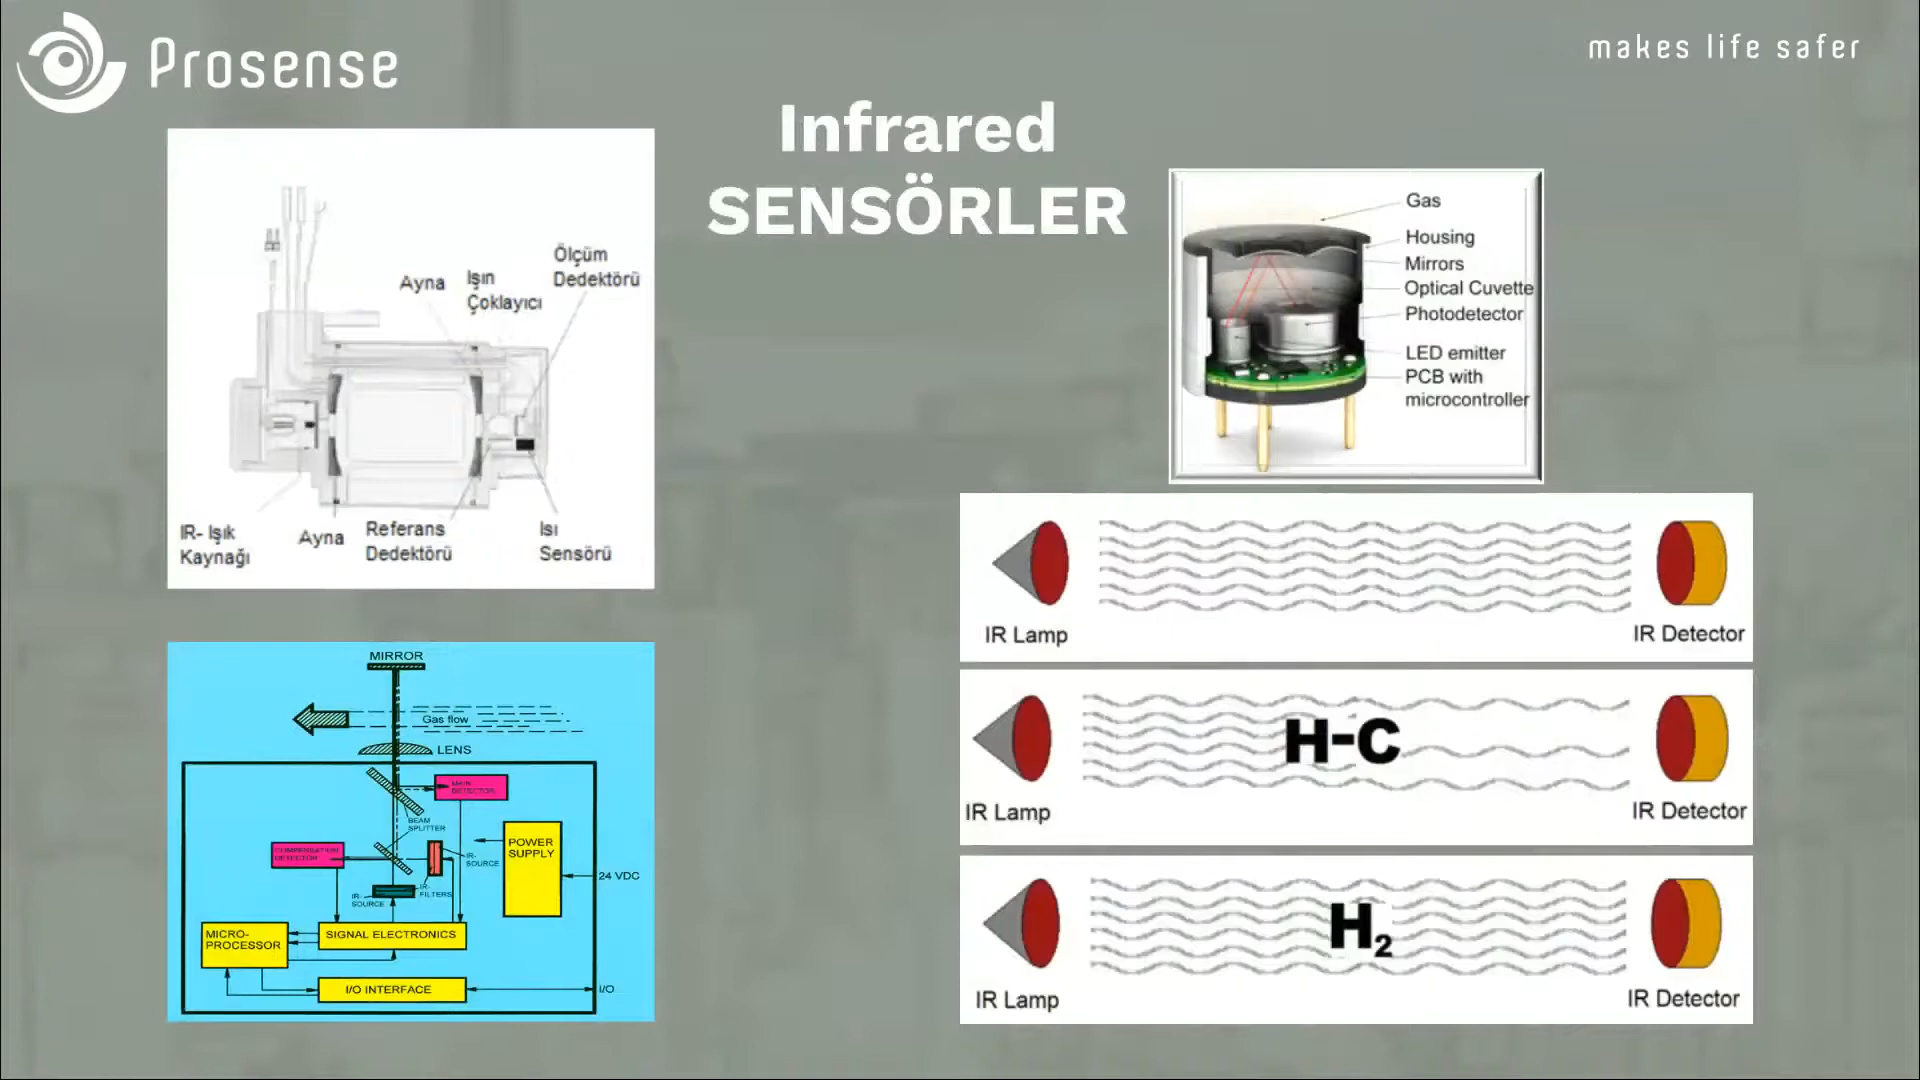 Prosense
makes life safer
Infrared
SENSÖRLER
Ölçüm
Dedektörü
Ayna
Işın
Çoklayıcı
IR- Işık
Kaynağı
Ayna
Referans
Dedektörü
Isı
Sensörü
Gas
Housing
Mirrors
Optical Cuvette
Photodetector
LED emitter
PCB with
microcontroller
IR Lamp
IR Detector
H-C
IR Lamp
IR Detector
H2
IR Lamp
IR Detector
MIRROR
Gas flow
LENS
MAIN
DETECTOR
BEAM
SPLITTER
COMPENSATION
DETECTOR
IR-
SOURCE
POWER
SUPPLY
24 VDC
IR-
SOURCE
IR-
FILTERS
MICRO-
PROCESSOR
SIGNAL ELECTRONICS
I/O INTERFACE
I/O